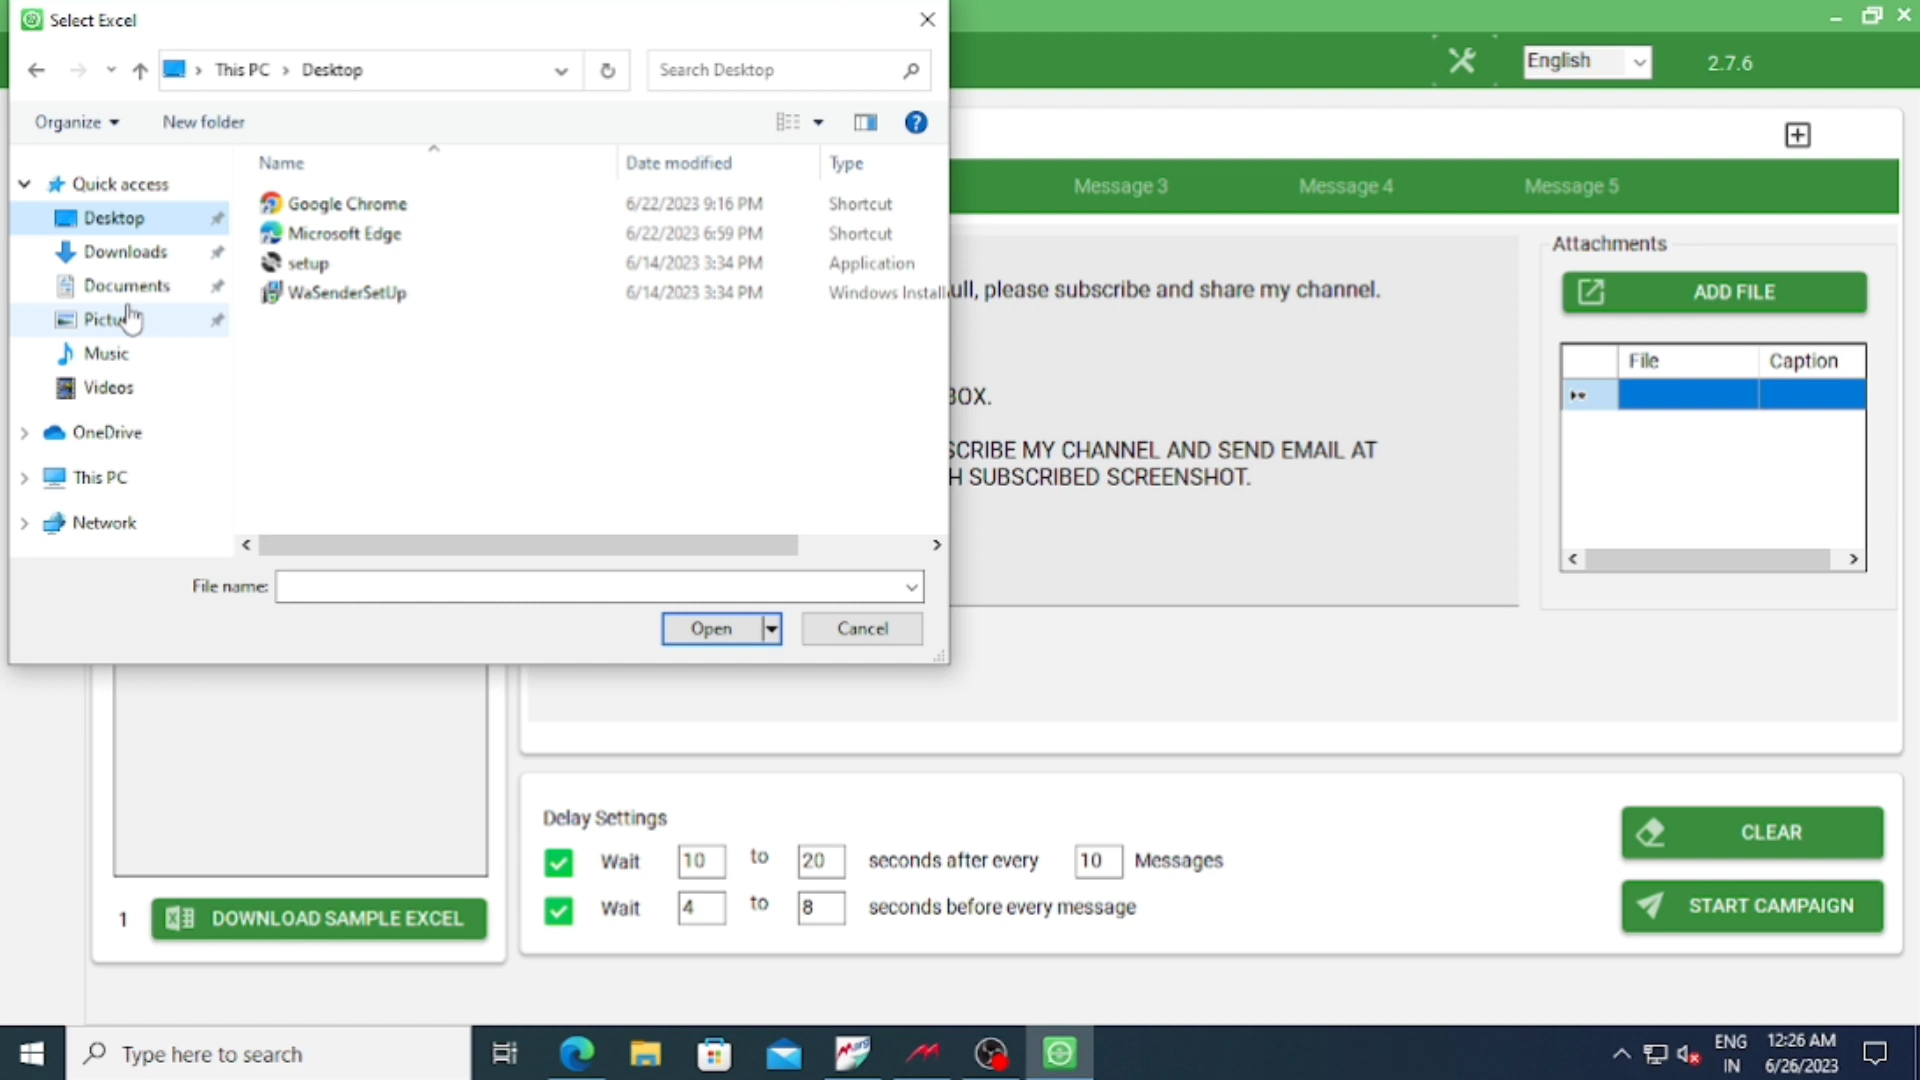 Select Excel
This PC > Desktop
Search Desktop
English
2.7.6
Organize
New folder
Name
Date modified
Type
Quick access
Desktop
Downloads
Documents
Music
Videos
OneDrive
This PC
Network
Google Chrome 6/22/2023 9:16 PM Shortcut
Microsoft Edge 6/22/2023 6:59 PM Shortcut
setup 6/14/2023 3:34 PM Application
WaSenderSetUp 6/14/2023 3:34 PM Windows Install
File name:
Open
Cancel
Message 3
Message 4
Message 5
ull, please subscribe and share my channel.
BOX.
SCRIBE MY CHANNEL AND SEND EMAIL AT
H SUBSCRIBED SCREENSHOT.
Attachments
ADD FILE
File
Caption
1
DOWNLOAD SAMPLE EXCEL
Delay Settings
Wait 10 to 20 seconds after every 10 Messages
Wait 4 to 8 seconds before every message
CLEAR
START CAMPAIGN
Type here to search
ENG
IN
12:26 AM
6/26/2023